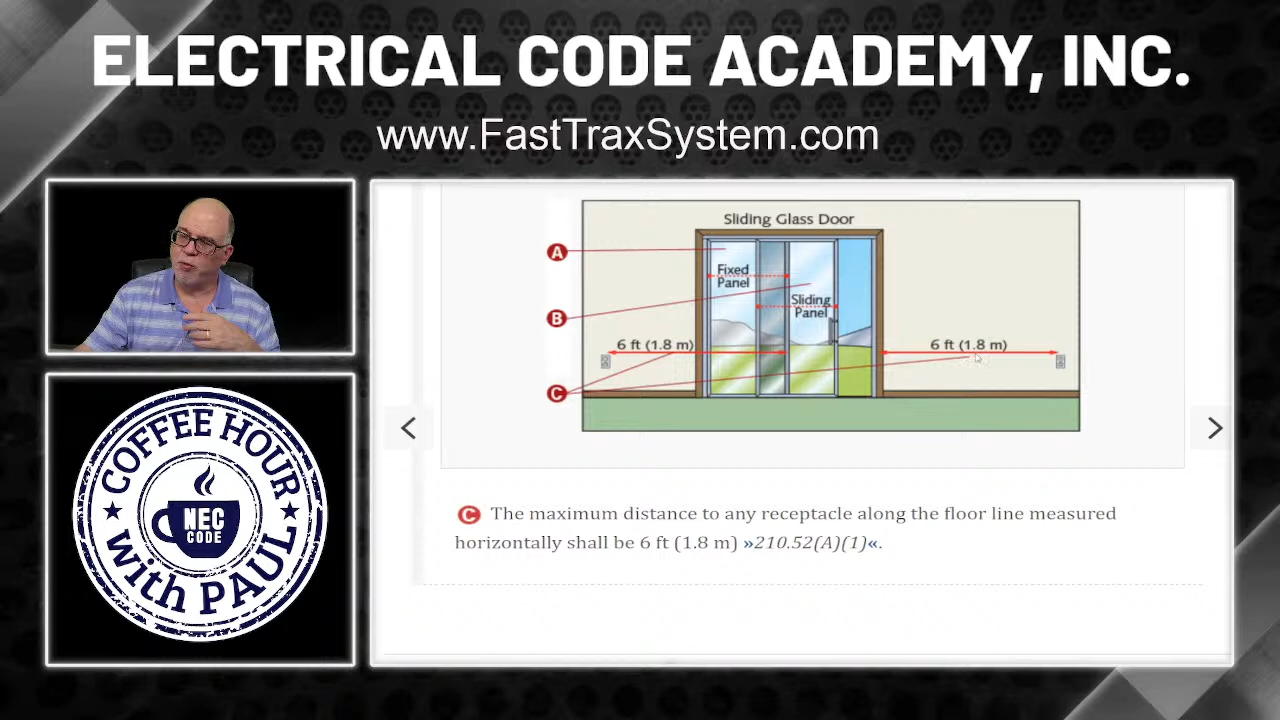 ELECTRICAL CODE ACADEMY, INC.
www.FastTraxSystem.com
Sliding Glass Door
A
Fixed
Panel
B
Sliding
Panel
6 ft (1.8 m)
6 ft (1.8 m)
C
<
>
COFFEE HOUR
NEC
CODE
with PAUL
C The maximum distance to any receptacle along the floor line measured
horizontally shall be 6 ft (1.8 m) »210.52(A)(1)«.